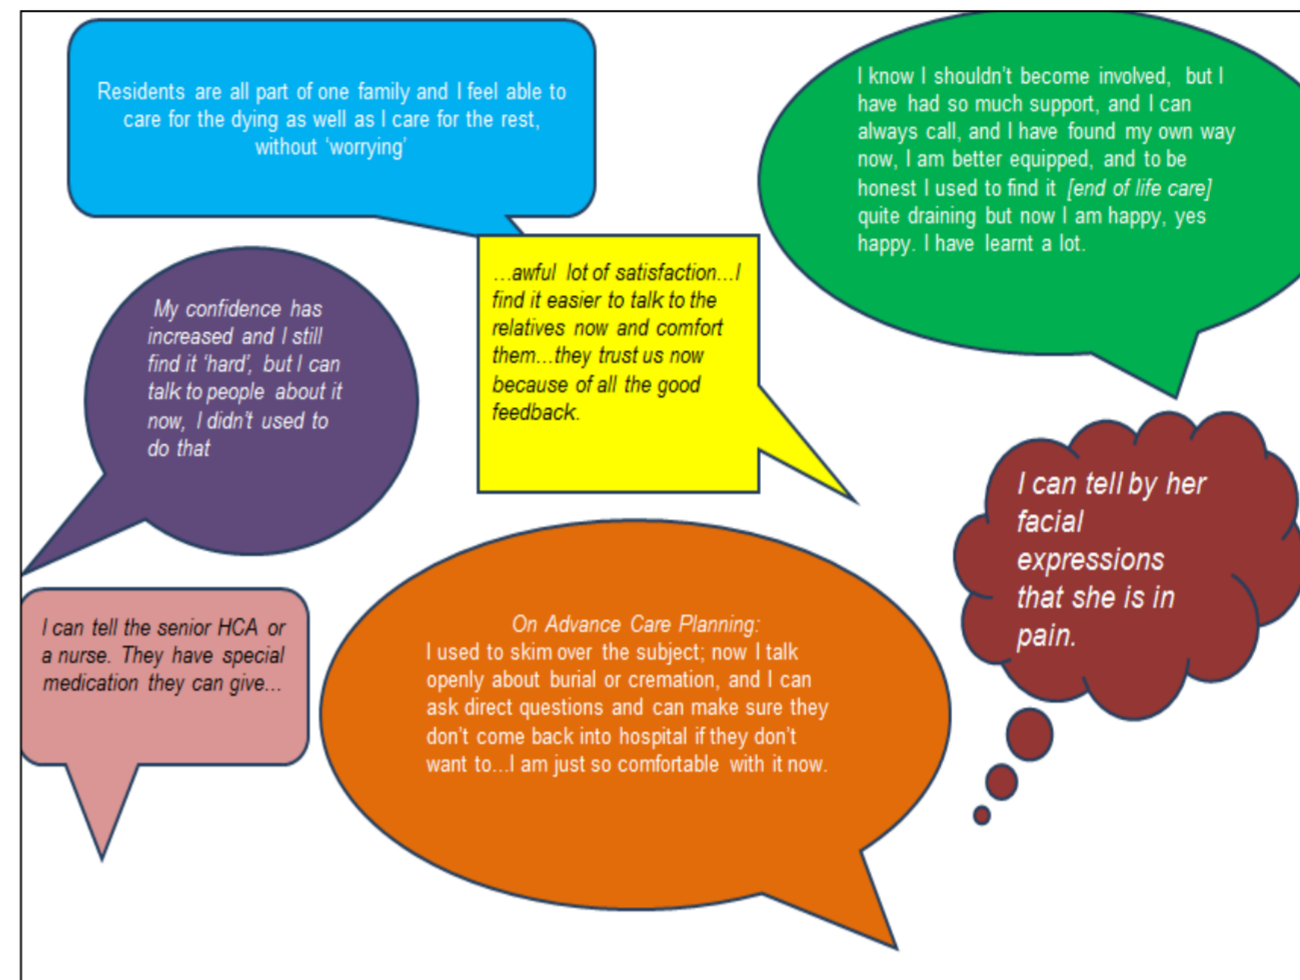 Residents are all part of one family and I feel able to
care for the dying as well as I care for the rest,
without ‘worrying’
I know I shouldn’t become involved, but I
have had so much support, and I can
always call, and I have found my own way
now, I am better equipped, and to be
honest I used to find it [end of life care]
quite draining but now I am happy, yes
happy. I have learnt a lot.
My confidence has
increased and I still
find it ‘hard’, but I can
talk to people about it
now, I didn’t used to
do that
…awful lot of satisfaction…I
find it easier to talk to the
relatives now and comfort
them…they trust us now
because of all the good
feedback.
I can tell by her
facial
expressions
that she is in
pain.
I can tell the senior HCA or
a nurse. They have special
medication they can give…
On Advance Care Planning:
I used to skim over the subject; now I talk
openly about burial or cremation, and I can
ask direct questions and can make sure they
don’t come back into hospital if they don’t
want to…I am just so comfortable with it now.